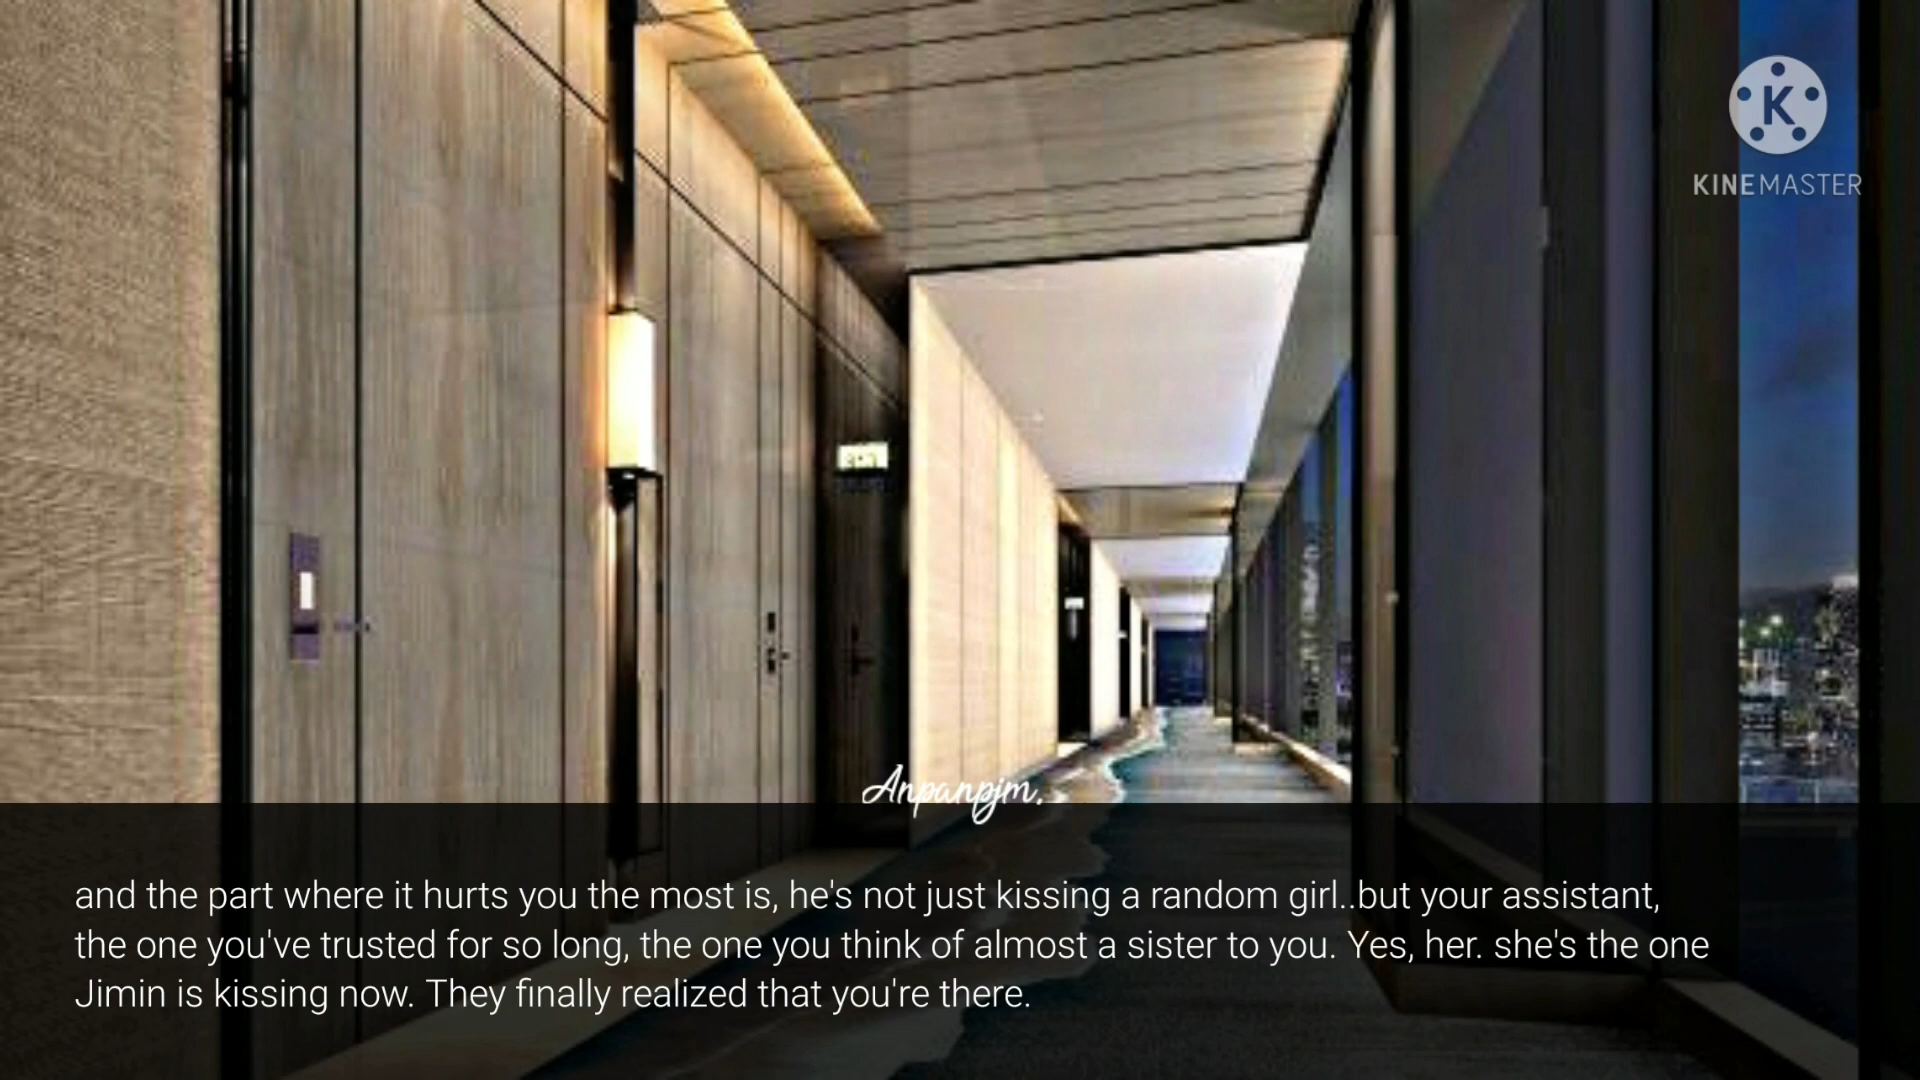 KINEMASTER
Anpanpjm.
and the part where it hurts you the most is, he's not just kissing a random girl..but your assistant,
the one you've trusted for so long, the one you think of almost a sister to you. Yes, her. she's the one
Jimin is kissing now. They finally realized that you're there.